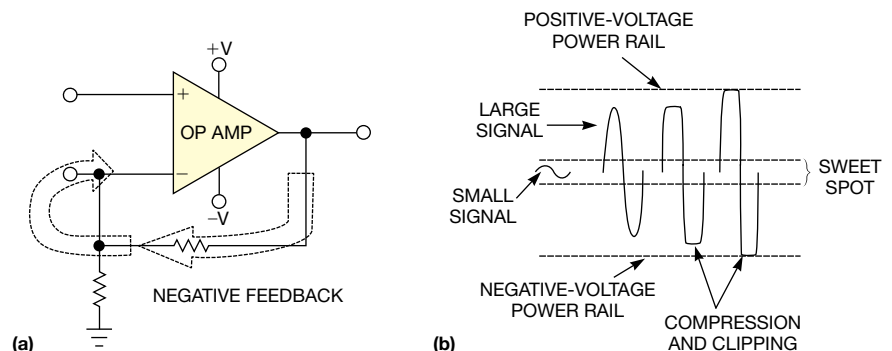 +V
+
OP AMP
−
−V
NEGATIVE FEEDBACK
(a)
POSITIVE-VOLTAGE
POWER RAIL
LARGE
SIGNAL
SMALL
SIGNAL
SWEET
SPOT
NEGATIVE-VOLTAGE
POWER RAIL
COMPRESSION
AND CLIPPING
(b)